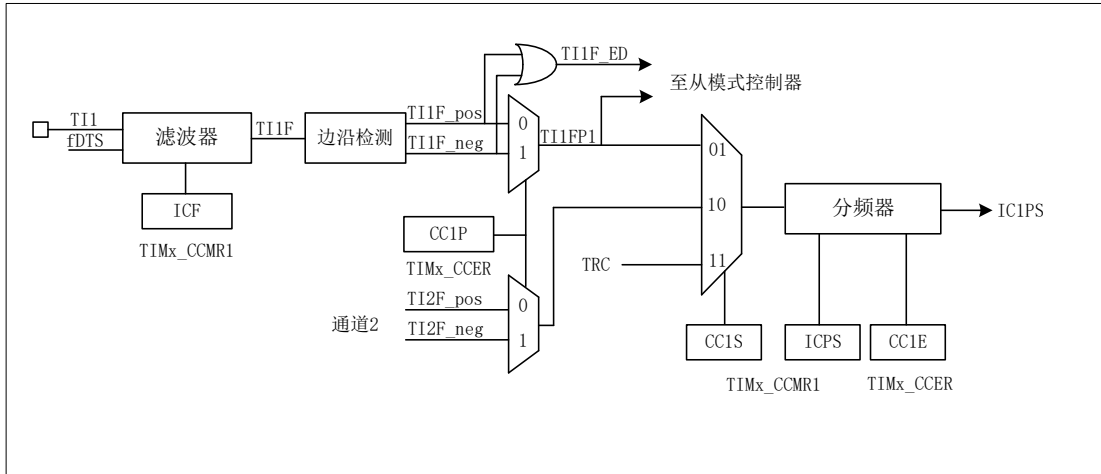 TI1F_ED
至从模式控制器
TI1
fDTS
滤波器
TI1F
边沿检测
TI1F_pos
TI1F_neg
0
1
TI1FP1
01
10
11
分频器
IC1PS
ICF
TIMx_CCMR1
CC1P
TIMx_CCER
TRC
通道2
TI2F_pos
TI2F_neg
0
1
CC1S
ICPS
CC1E
TIMx_CCMR1
TIMx_CCER